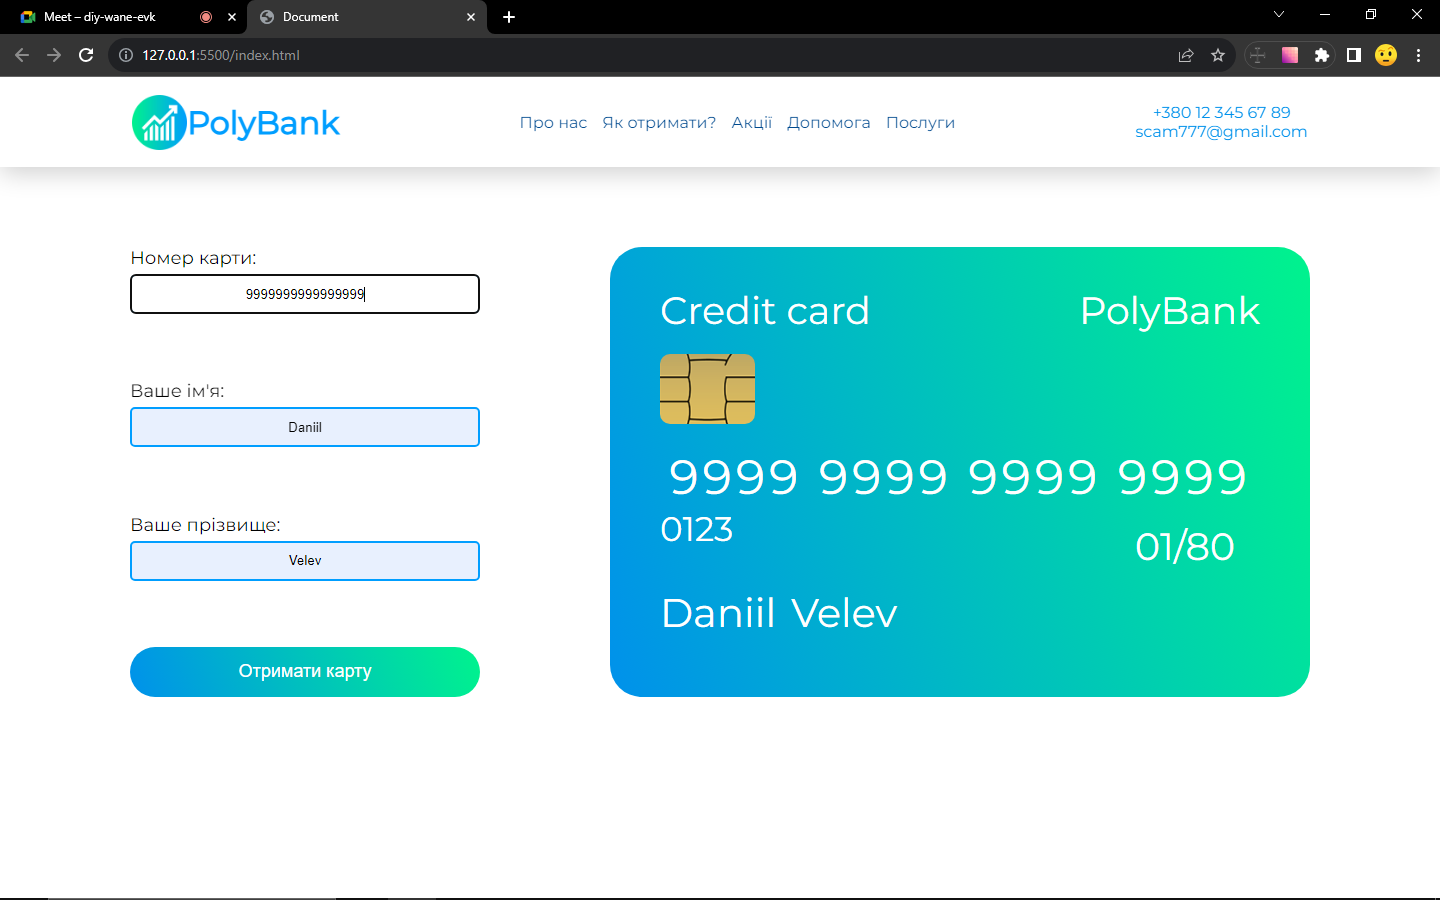 Meet – diy-wane-evk
Document
127.0.0.1:5500/index.html
PolyBank
Про нас
Як отримати?
Акції
Допомога
Послуги
+380 12 345 67 89
scam777@gmail.com
Номер карти:
9999999999999999
Ваше ім'я:
Daniil
Ваше прізвище:
Velev
Отримати карту
Credit card
PolyBank
9999 9999 9999 9999
0123
01/80
Daniil Velev